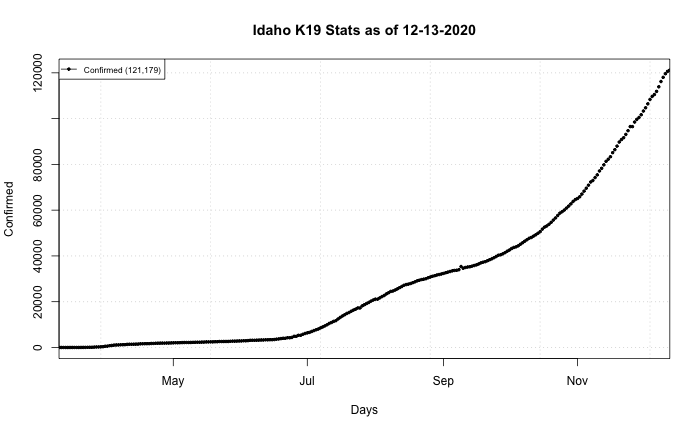 Idaho K19 Stats as of 12-13-2020
Confirmed (121,179)
120000
80000
60000
40000
20000
0
Confirmed
May
Jul
Sep
Nov
Days